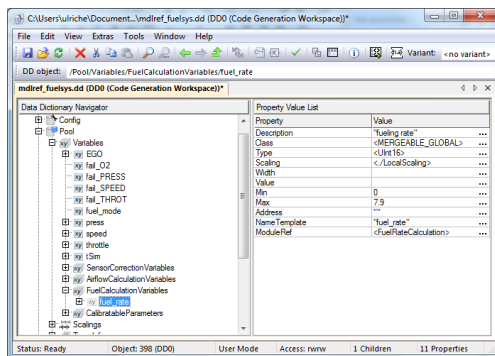 C:\Users\ulriche\Document...\mdlref_fuelsys.dd (DD0 (Code Generation Workspace))*
File Edit View Extras Tools Window Help
Variant: <no variant>
DD object: /Pool/Variables/FuelCalculationVariables/fuel_rate
mdlref_fuelsys.dd (DD0 (Code Generation Workspace))*
Data Dictionary Navigator
Config
Pool
Variables
EGO
fail_O2
fail_PRESS
fail_SPEED
fail_THROT
fuel_mode
press
speed
throttle
tSim
SensorCorrectionVariables
AirflowCalculationVariables
FuelCalculationVariables
fuel_rate
CalibratableParameters
Scalings
Property Value List
Property Value
Description "fueling rate" ...
Class <MERGEABLE_GLOBAL> ...
Type <UInt16> ...
Scaling <./LocalScaling> ...
Width ...
Value ...
Min 0 ...
Max 7.9 ...
Address "" ...
NameTemplate "fuel_rate" ...
ModuleRef <FuelRateCalculation> ...
Status: Ready Object: 398 (DD0) User Mode Access: rwrw 1 Children 11 Properties